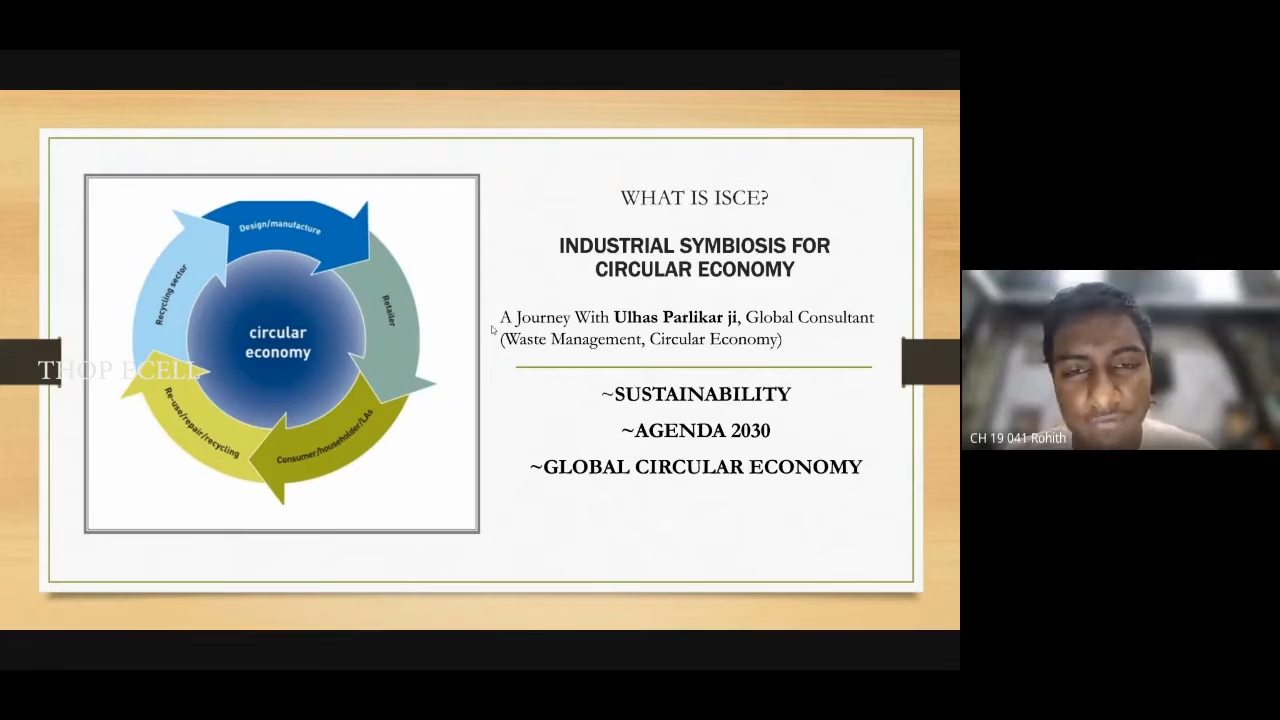 WHAT IS ISCE?
INDUSTRIAL SYMBIOSIS FOR
CIRCULAR ECONOMY
A Journey With Ulhas Parlikar ji, Global Consultant
(Waste Management, Circular Economy)
~SUSTAINABILITY
~AGENDA 2030
~GLOBAL CIRCULAR ECONOMY
Design/manufacture
Retailer
Consumer/householder/LAs
Re-use/repair/recycling
Recycling sector
circular
economy
THOP ECELL
CH 19 041 Rohith